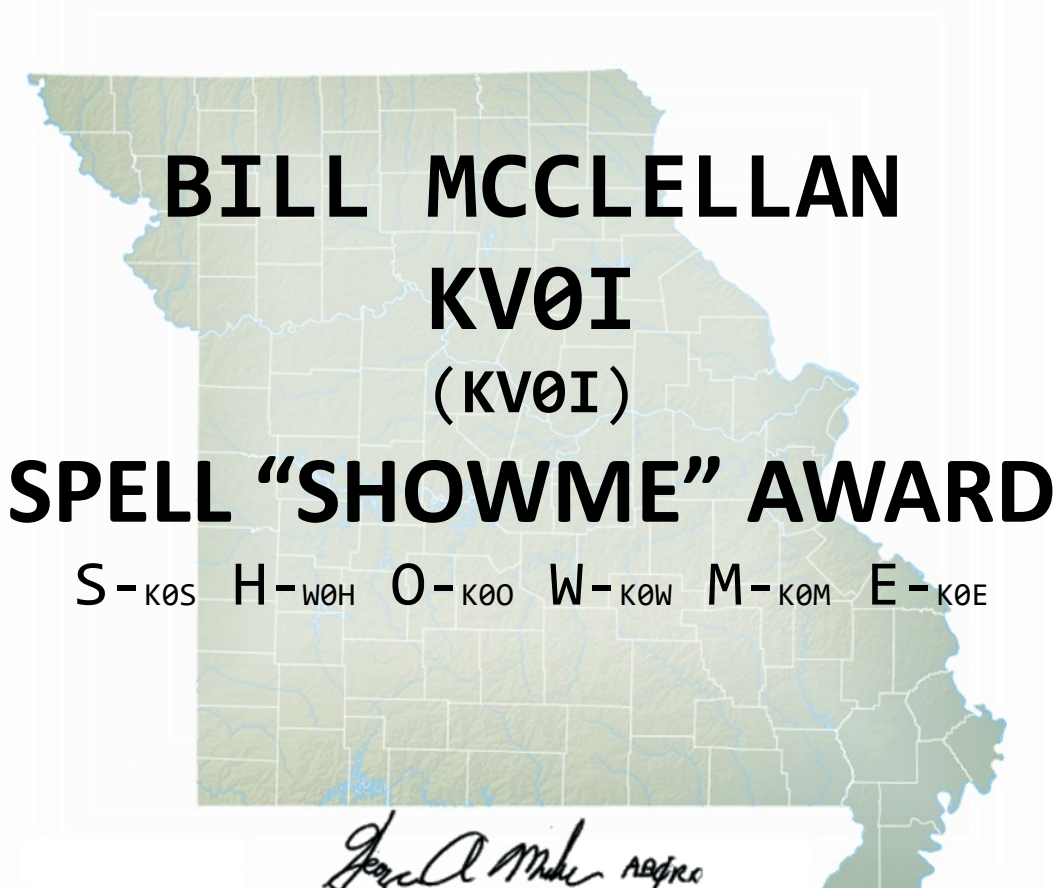 BILL MCCLELLAN
KV0I
(KV0I)
SPELL “SHOWME” AWARD
S-K0S H-W0H O-K0O W-K0W M-K0M E-K0E